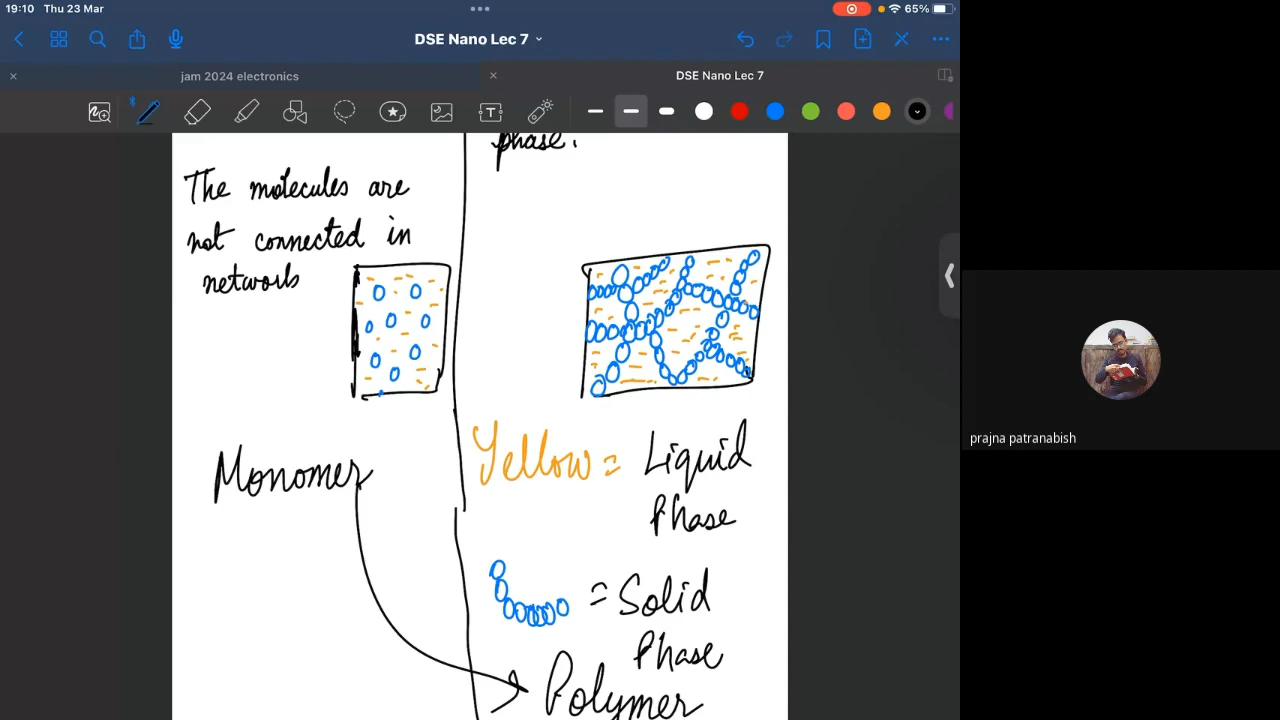 19:10 Thu 23 Mar
65%
DSE Nano Lec 7
jam 2024 electronics
DSE Nano Lec 7
phase.
The molecules are
not connected in
network
Yellow = Liquid
Phase
Monomer
= Solid
Phase
Polymer
prajna patranabish